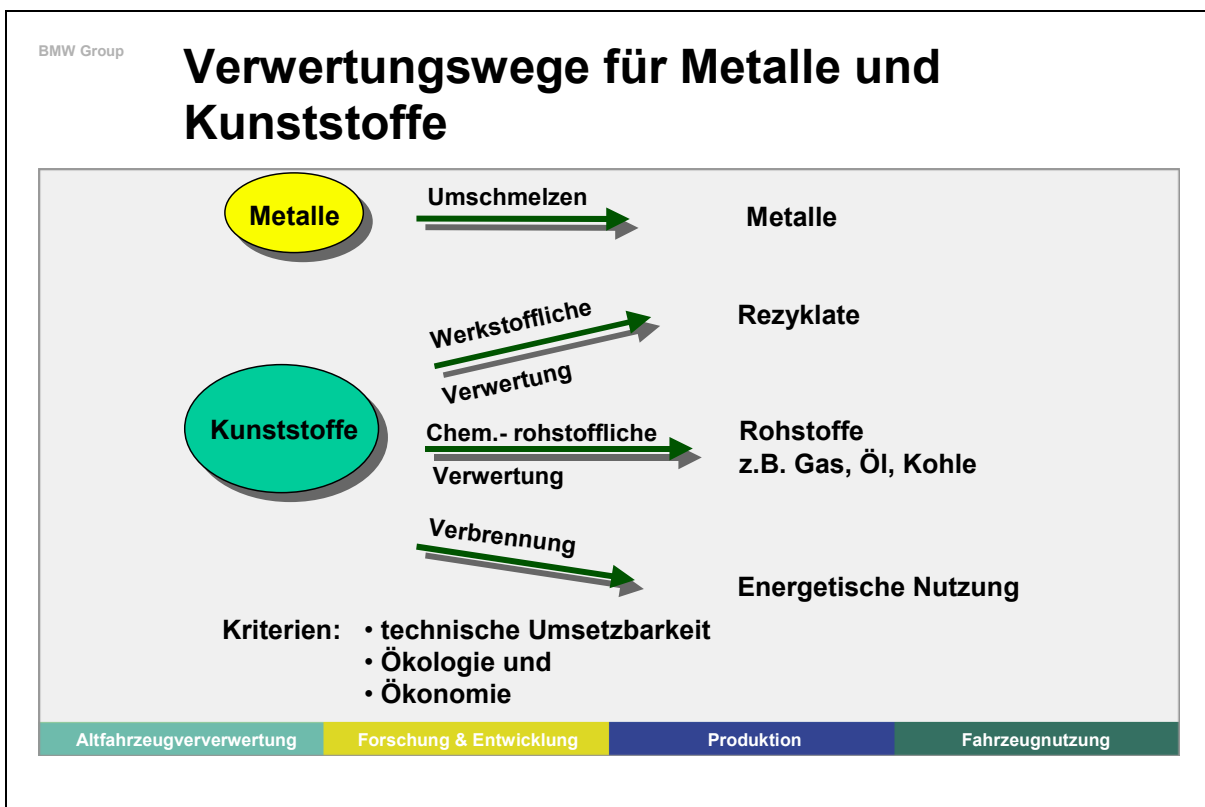 BMW Group
Verwertungswege für Metalle und
Kunststoffe
Metalle
Umschmelzen
Metalle
Werkstoffliche
Verwertung
Rezyklate
Kunststoffe
Chem.- rohstoffliche
Verwertung
Rohstoffe
z.B. Gas, Öl, Kohle
Verbrennung
Energetische Nutzung
Kriterien: • technische Umsetzbarkeit
• Ökologie und
• Ökonomie
Altfahrzeugververwertung
Forschung & Entwicklung
Produktion
Fahrzeugnutzung